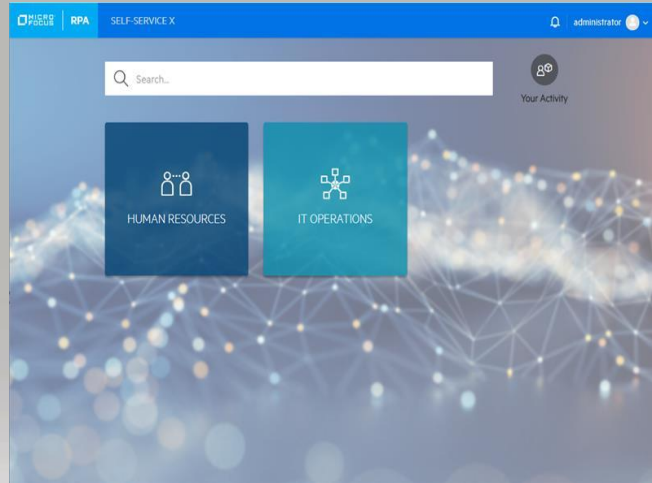 MICRO
FOCUS
RPA
SELF-SERVICE X
administrator
Search...
Your Activity
HUMAN RESOURCES
IT OPERATIONS